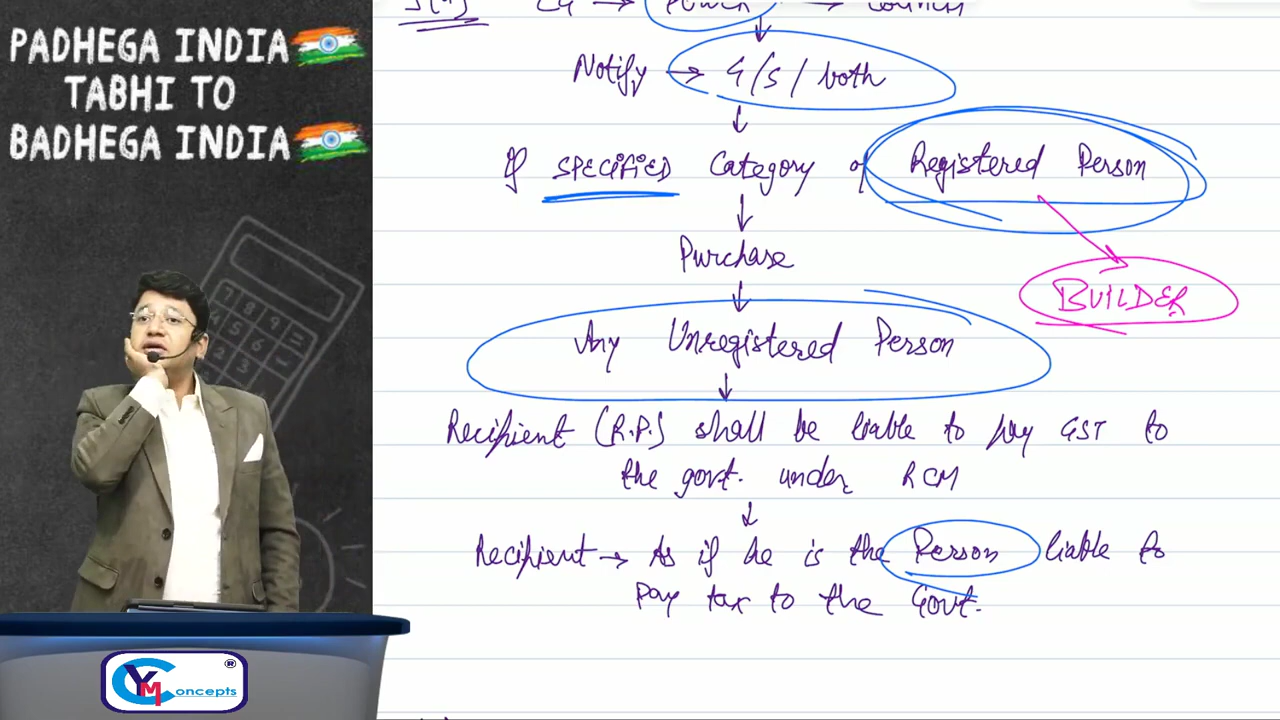 PADHEGA INDIA
TABHI TO
BADHEGA INDIA
Power →
Notify → G/S/ both
If SPECIFIED Category of Registered Person
Purchase
BUILDER
Any Unregistered Person
Recipient (R.P.) shall be liable to pay GST to
the govt. under RCM
Recipient → As if he is the Person liable to
Pay tax to the Govt.
YM Concepts ®